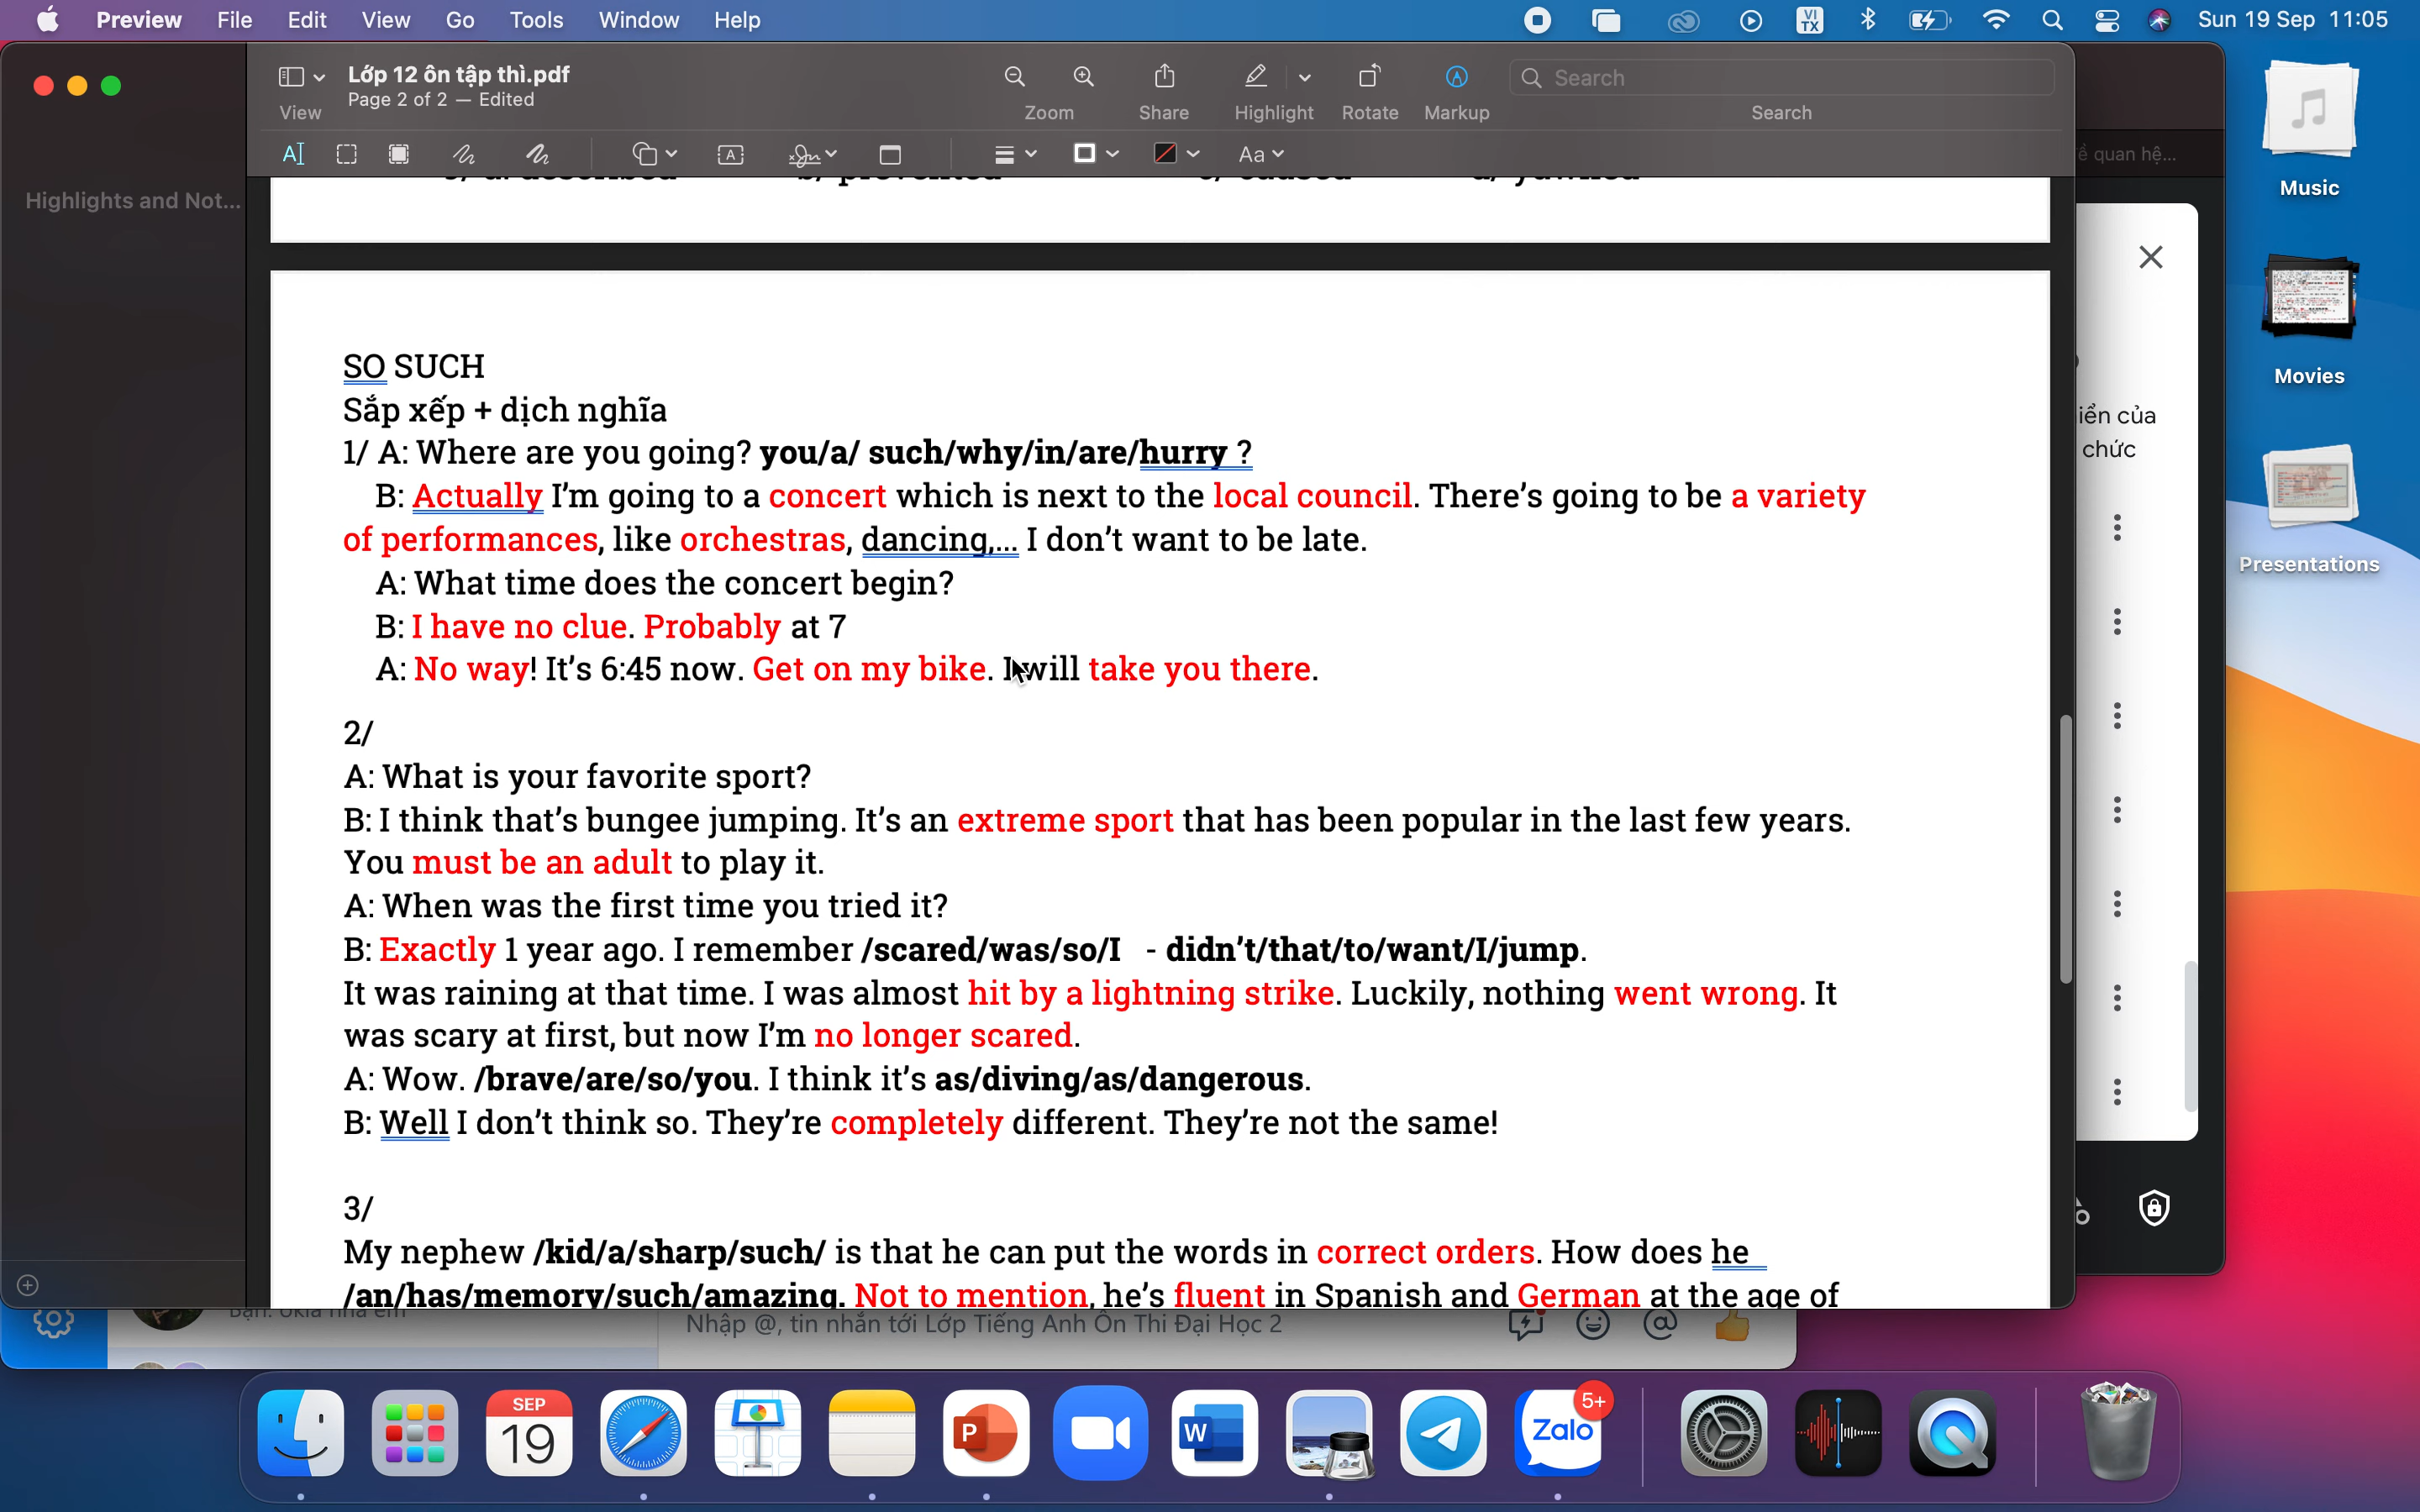 Preview File Edit View Go Tools Window Help
VI TX
Sun 19 Sep 11:05
Lớp 12 ôn tập thì.pdf
Page 2 of 2 — Edited
Search
View Zoom Share Highlight Rotate Markup Search
Aa
ề quan hệ...
Highlights and Not...
SO SUCH
Sắp xếp + dịch nghĩa
1/ A: Where are you going? you/a/ such/why/in/are/hurry ?
B: Actually I’m going to a concert which is next to the local council. There’s going to be a variety
of performances, like orchestras, dancing,... I don’t want to be late.
A: What time does the concert begin?
B: I have no clue. Probably at 7
A: No way! It’s 6:45 now. Get on my bike. I will take you there.
2/
A: What is your favorite sport?
B: I think that’s bungee jumping. It’s an extreme sport that has been popular in the last few years.
You must be an adult to play it.
A: When was the first time you tried it?
B: Exactly 1 year ago. I remember /scared/was/so/I - didn’t/that/to/want/I/jump.
It was raining at that time. I was almost hit by a lightning strike. Luckily, nothing went wrong. It
was scary at first, but now I’m no longer scared.
A: Wow. /brave/are/so/you. I think it’s as/diving/as/dangerous.
B: Well I don’t think so. They’re completely different. They’re not the same!
3/
My nephew /kid/a/sharp/such/ is that he can put the words in correct orders. How does he
/an/has/memory/such/amazing. Not to mention, he’s fluent in Spanish and German at the age of
iển của
chức
Music
Movies
Presentations
Nhập @, tin nhắn tới Lớp Tiếng Anh Ôn Thi Đại Học 2
SEP
19
P
W
Zalo
5+